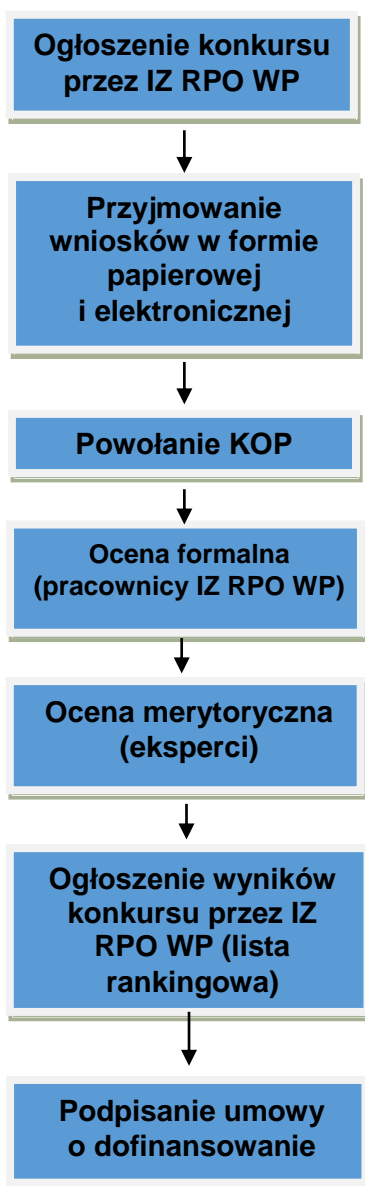 Ogłoszenie konkursu
przez IZ RPO WP
Przyjmowanie
wniosków w formie
papierowej
i elektronicznej
Powołanie KOP
Ocena formalna
(pracownicy IZ RPO WP)
Ocena merytoryczna
(eksperci)
Ogłoszenie wyników
konkursu przez IZ
RPO WP (lista
rankingowa)
Podpisanie umowy
o dofinansowanie